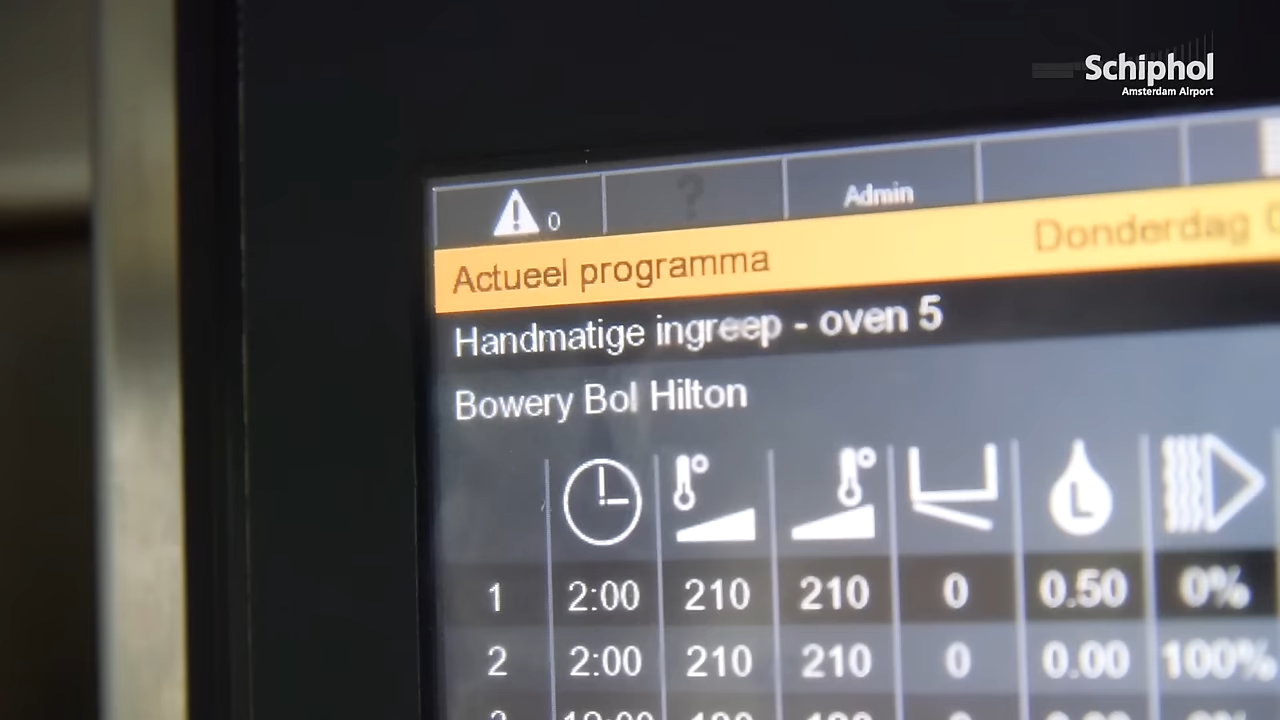 Schiphol
Amsterdam Airport
0 ? Admin
Actueel programma Donderdag
Handmatige ingreep - oven 5
Bowery Bol Hilton
L
1 2:00 210 210 0 0.50 0%
2 2:00 210 210 0 0.00 100%